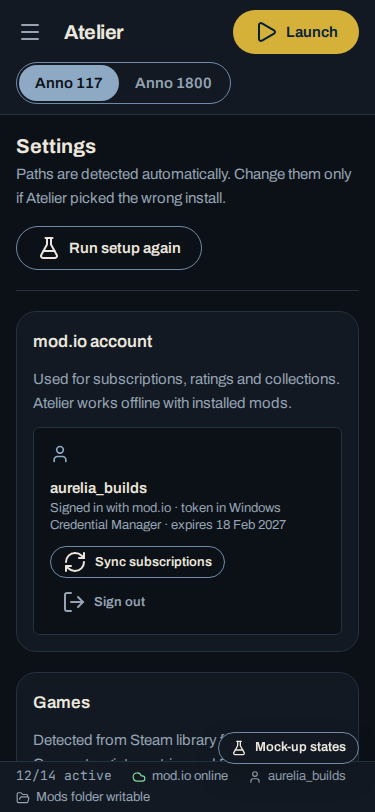 Atelier
Launch
Anno 117
Anno 1800
Settings
Paths are detected automatically. Change them only
if Atelier picked the wrong install.
Run setup again
mod.io account
Used for subscriptions, ratings and collections.
Atelier works offline with installed mods.
aurelia_builds
Signed in with mod.io · token in Windows
Credential Manager · expires 18 Feb 2027
Sync subscriptions
Sign out
Games
Detected from Steam library
Mock-up states
12/14 active
mod.io online
aurelia_builds
Mods folder writable